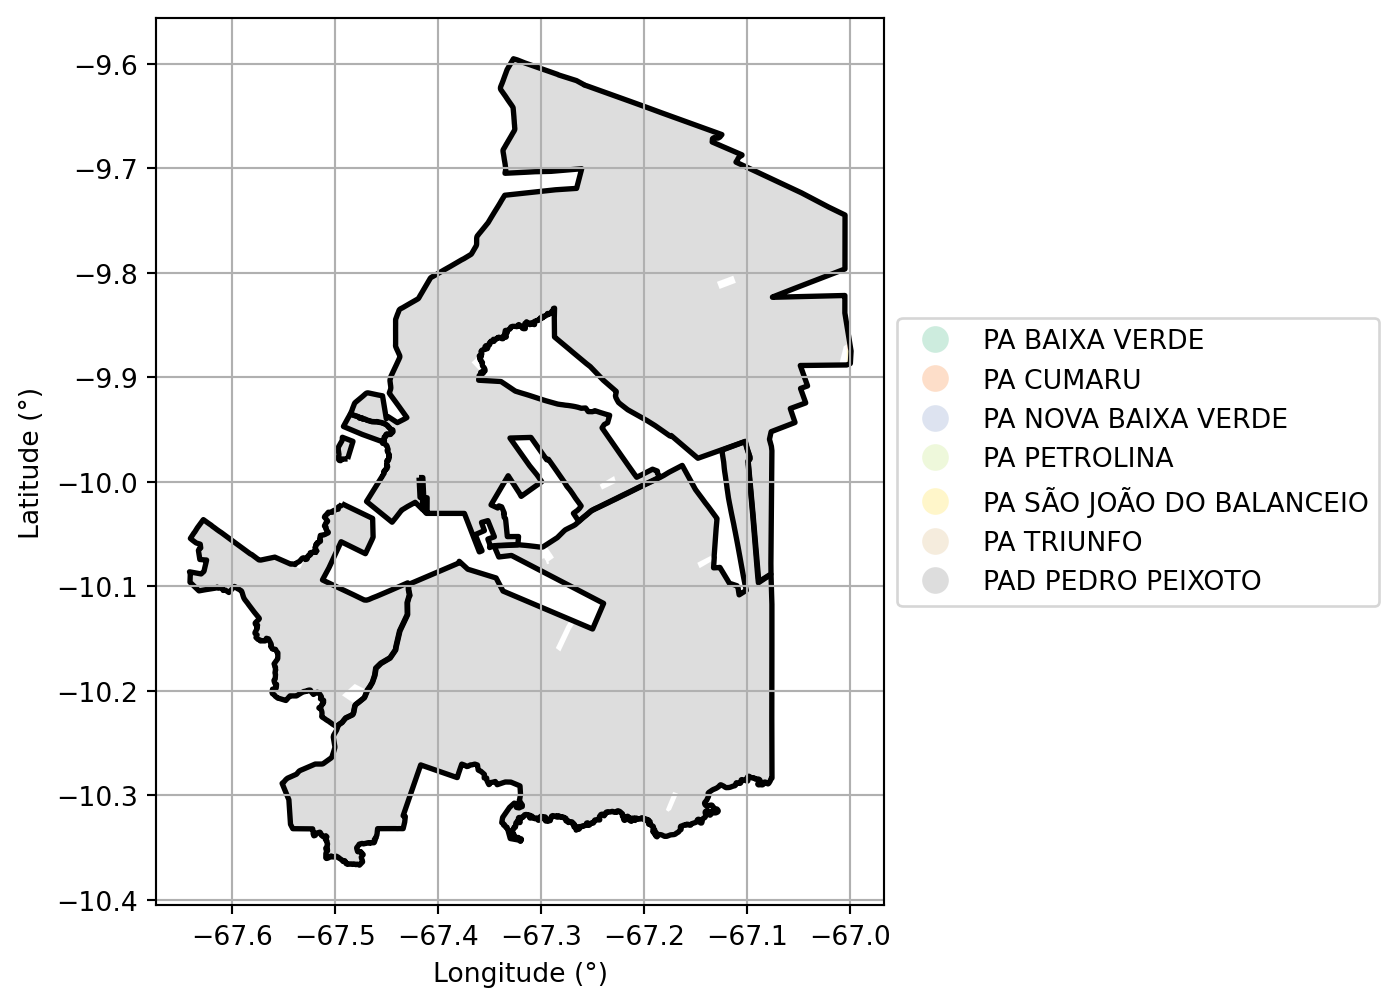 −9.6
−9.7
−9.8
−9.9
−10.0
−10.1
−10.2
−10.3
−10.4
Latitude (°)
−67.6 −67.5 −67.4 −67.3 −67.2 −67.1 −67.0
Longitude (°)
PA BAIXA VERDE
PA CUMARU
PA NOVA BAIXA VERDE
PA PETROLINA
PA SÃO JOÃO DO BALANCEIO
PA TRIUNFO
PAD PEDRO PEIXOTO